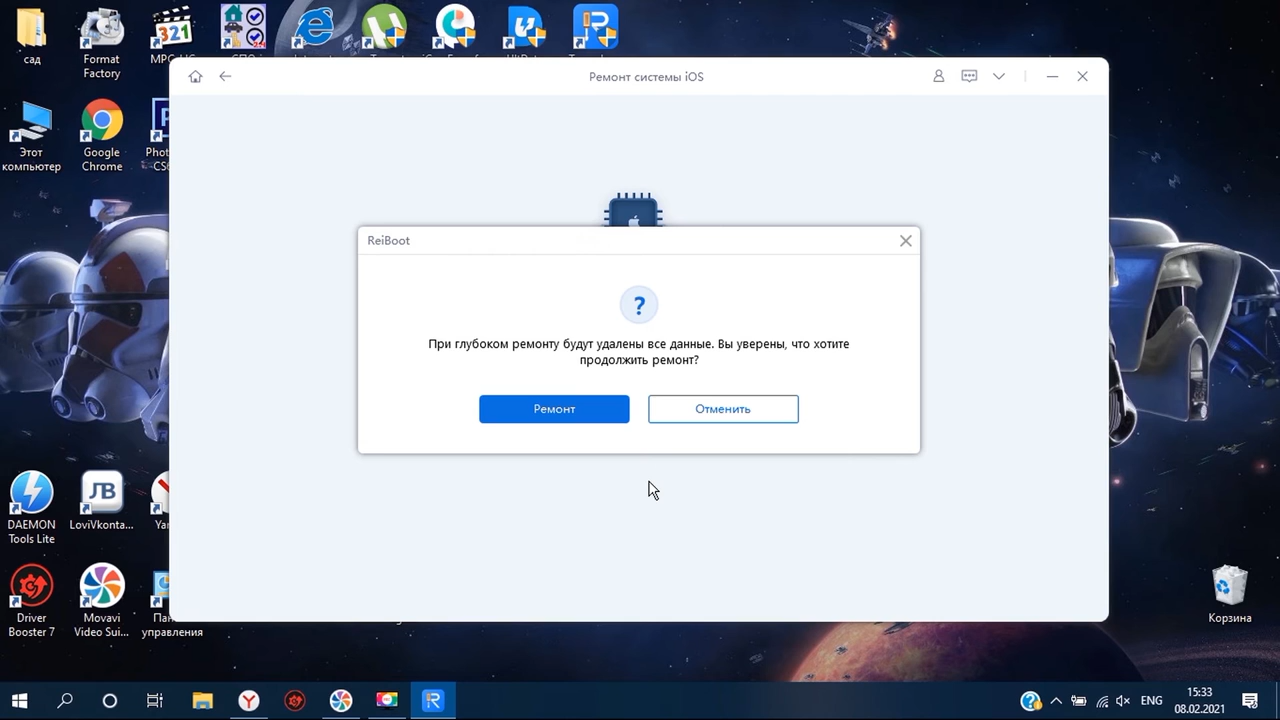 сад
Format
Factory
321
Ремонт системы iOS
Этот
компьютер
Google
Chrome
ReiBoot
При глубоком ремонту будут удалены все данные. Вы уверены, что хотите
продолжить ремонт?
Ремонт
Отменить
DAEMON
Tools Lite
LoviVkonta...
Driver
Booster 7
Movavi
Video Sui...
Пан
управления
Корзина
ENG
15:33
08.02.2021